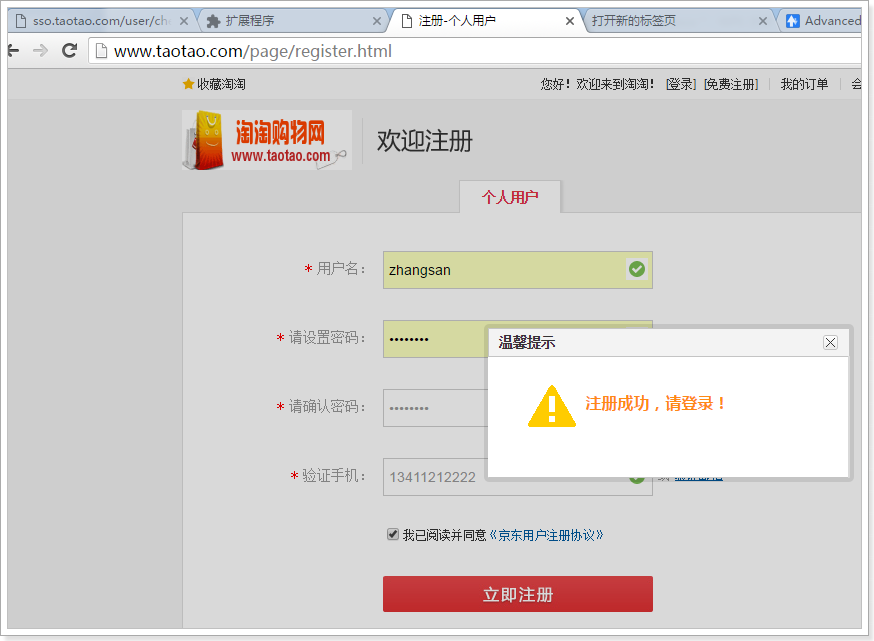 sso.taotao.com/user/ch
扩展程序
注册-个人用户
打开新的标签页
Advanced
www.taotao.com/page/register.html
收藏淘淘
您好！欢迎来到淘淘！ [登录] [免费注册]
我的订单
淘淘购物网
www.taotao.com
欢迎注册
个人用户
* 用户名：
zhangsan
* 请设置密码：
••••••••
温馨提示
注册成功，请登录！
* 请确认密码：
••••••••
* 验证手机：
13411212222
我已阅读并同意《京东用户注册协议》
立即注册